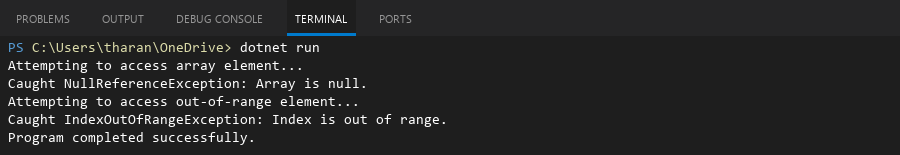 PROBLEMS OUTPUT DEBUG CONSOLE TERMINAL PORTS
PS C:\Users\tharan\OneDrive> dotnet run
Attempting to access array element...
Caught NullReferenceException: Array is null.
Attempting to access out-of-range element...
Caught IndexOutOfRangeException: Index is out of range.
Program completed successfully.